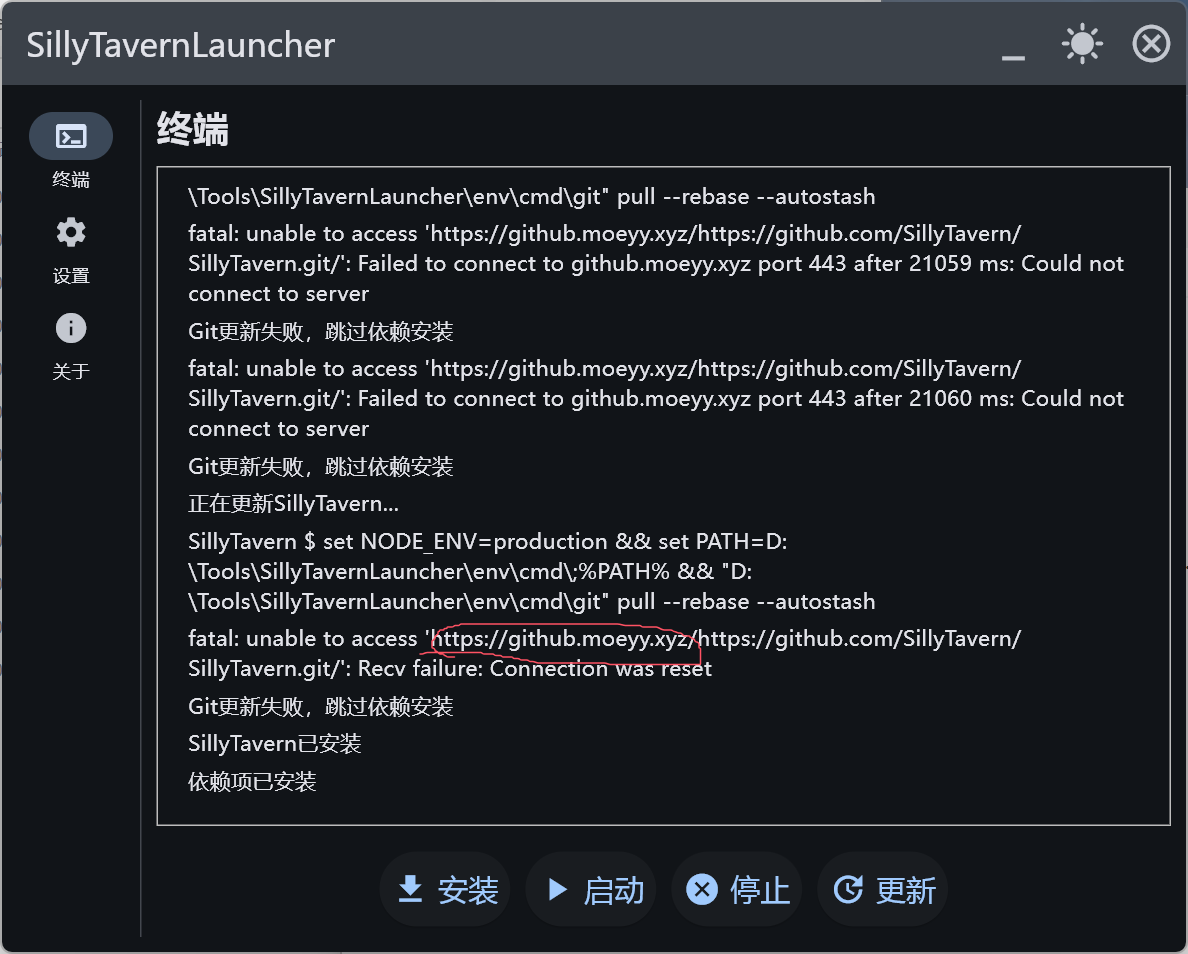 SillyTavernLauncher
终端
设置
关于
终端
\Tools\SillyTavernLauncher\env\cmd\git" pull --rebase --autostash
fatal: unable to access 'https://github.moeyy.xyz/https://github.com/SillyTavern/
SillyTavern.git/': Failed to connect to github.moeyy.xyz port 443 after 21059 ms: Could not
connect to server
Git更新失败，跳过依赖安装
fatal: unable to access 'https://github.moeyy.xyz/https://github.com/SillyTavern/
SillyTavern.git/': Failed to connect to github.moeyy.xyz port 443 after 21060 ms: Could not
connect to server
Git更新失败，跳过依赖安装
正在更新SillyTavern...
SillyTavern $ set NODE_ENV=production && set PATH=D:
\Tools\SillyTavernLauncher\env\cmd\;%PATH% && "D:
\Tools\SillyTavernLauncher\env\cmd\git" pull --rebase --autostash
fatal: unable to access 'https://github.moeyy.xyz/https://github.com/SillyTavern/
SillyTavern.git/': Recv failure: Connection was reset
Git更新失败，跳过依赖安装
SillyTavern已安装
依赖项已安装
安装 启动 停止 更新